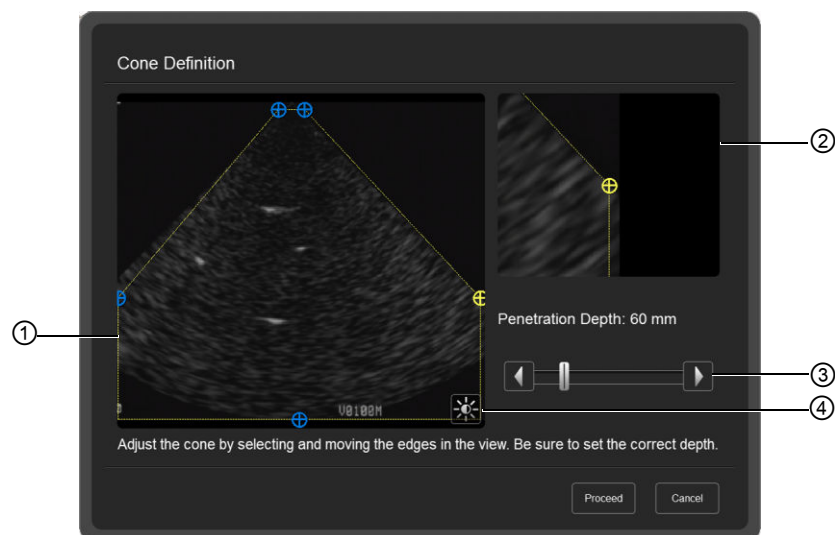 Cone Definition
②
Penetration Depth: 60 mm
①
③
V0100M
④
Adjust the cone by selecting and moving the edges in the view. Be sure to set the correct depth.
Proceed
Cancel